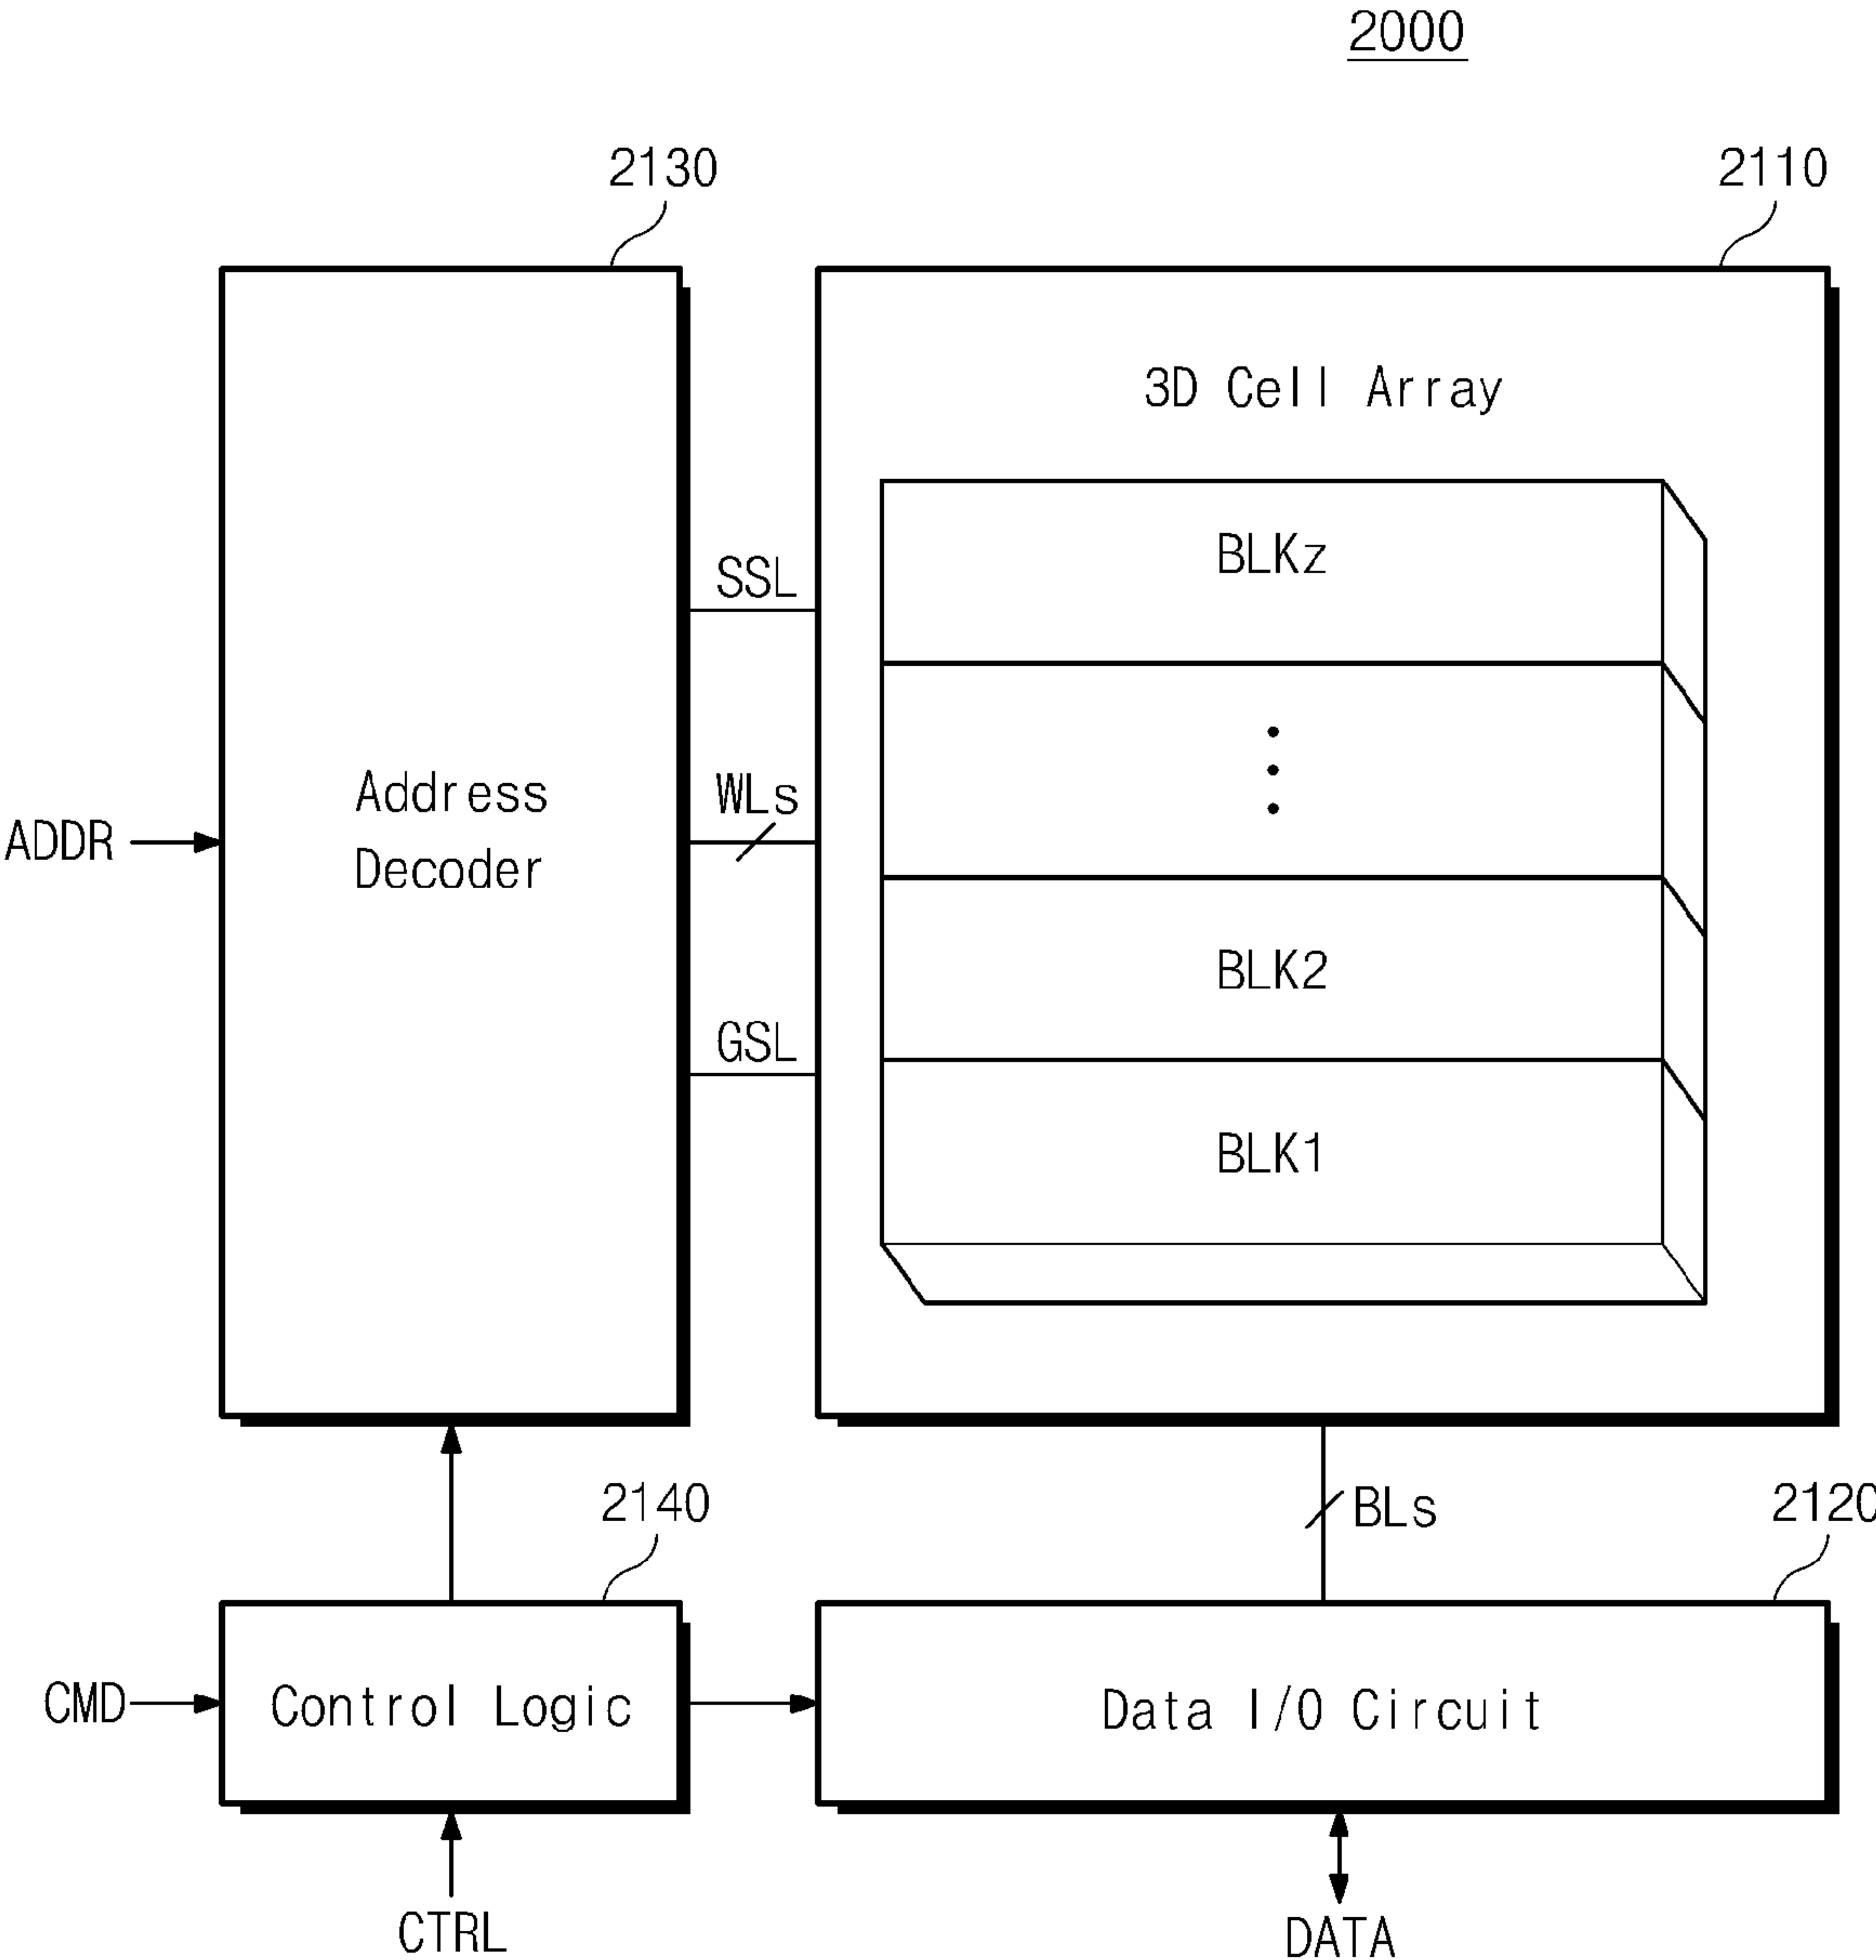 2000
2130
2110
3D Cell Array
BLKz
SSL
WLs
Address
Decoder
ADDR
BLK2
GSL
BLK1
2140
BLs
2120
CMD
Control Logic
Data I/O Circuit
CTRL
DATA